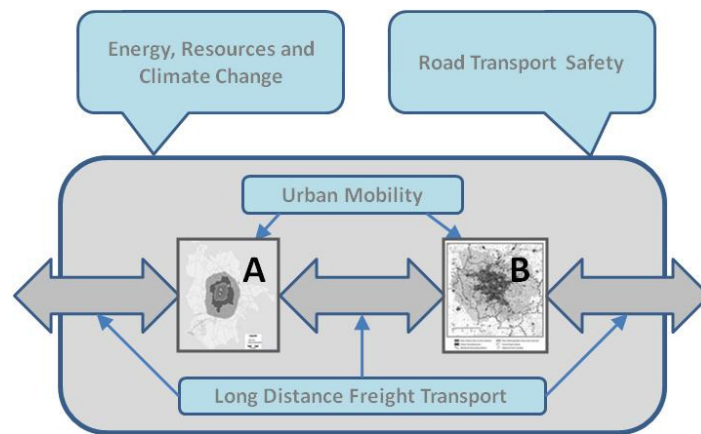 Energy, Resources and
Climate Change
Road Transport Safety
Urban Mobility
A
B
Long Distance Freight Transport